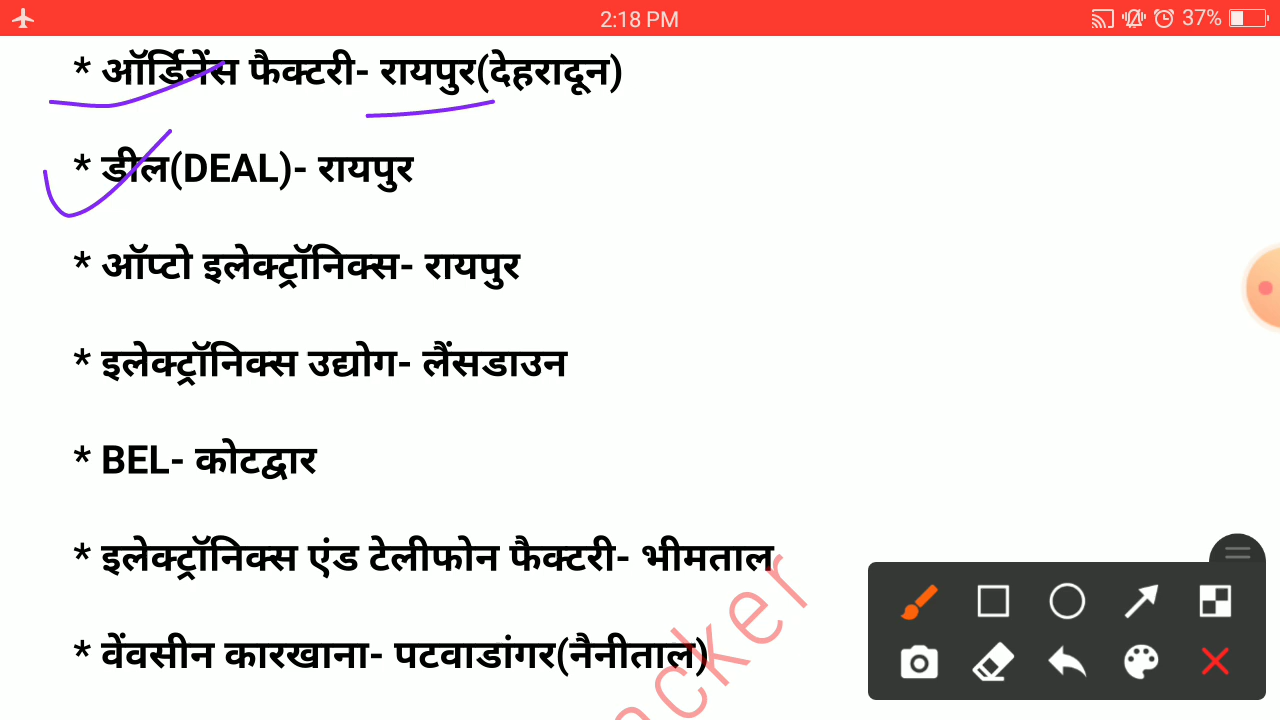 2:18 PM
37%
* ऑर्डिनेंस फैक्टरी- रायपुर(देहरादून)
* डील(DEAL)- रायपुर
* ऑप्टो इलेक्ट्रॉनिक्स- रायपुर
* इलेक्ट्रॉनिक्स उद्योग- लैंसडाउन
* BEL- कोटद्वार
* इलेक्ट्रॉनिक्स एंड टेलीफोन फैक्टरी- भीमताल
* वेंवसीन कारखाना- पटवाडांगर(नैनीताल)
acker